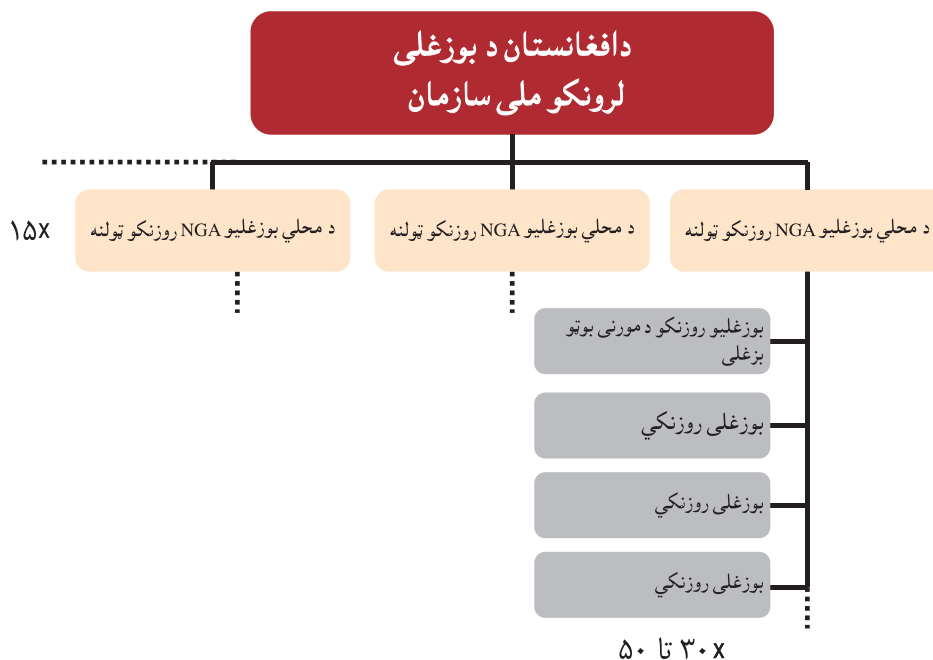 دافغانستان د بوزغلی
لرونکو ملی سازمان
د محلي بوزغليو NGA روزنکو ټولنه
د محلي بوزغليو NGA روزنکو ټولنه
د محلي بوزغليو NGA روزنکو ټولنه
۱۵x
بوزغليو روزنکو د مورنی بوټو
بزغلی
بوزغلی روزنکي
بوزغلی روزنکي
بوزغلی روزنکي
۳۰x تا ۵۰